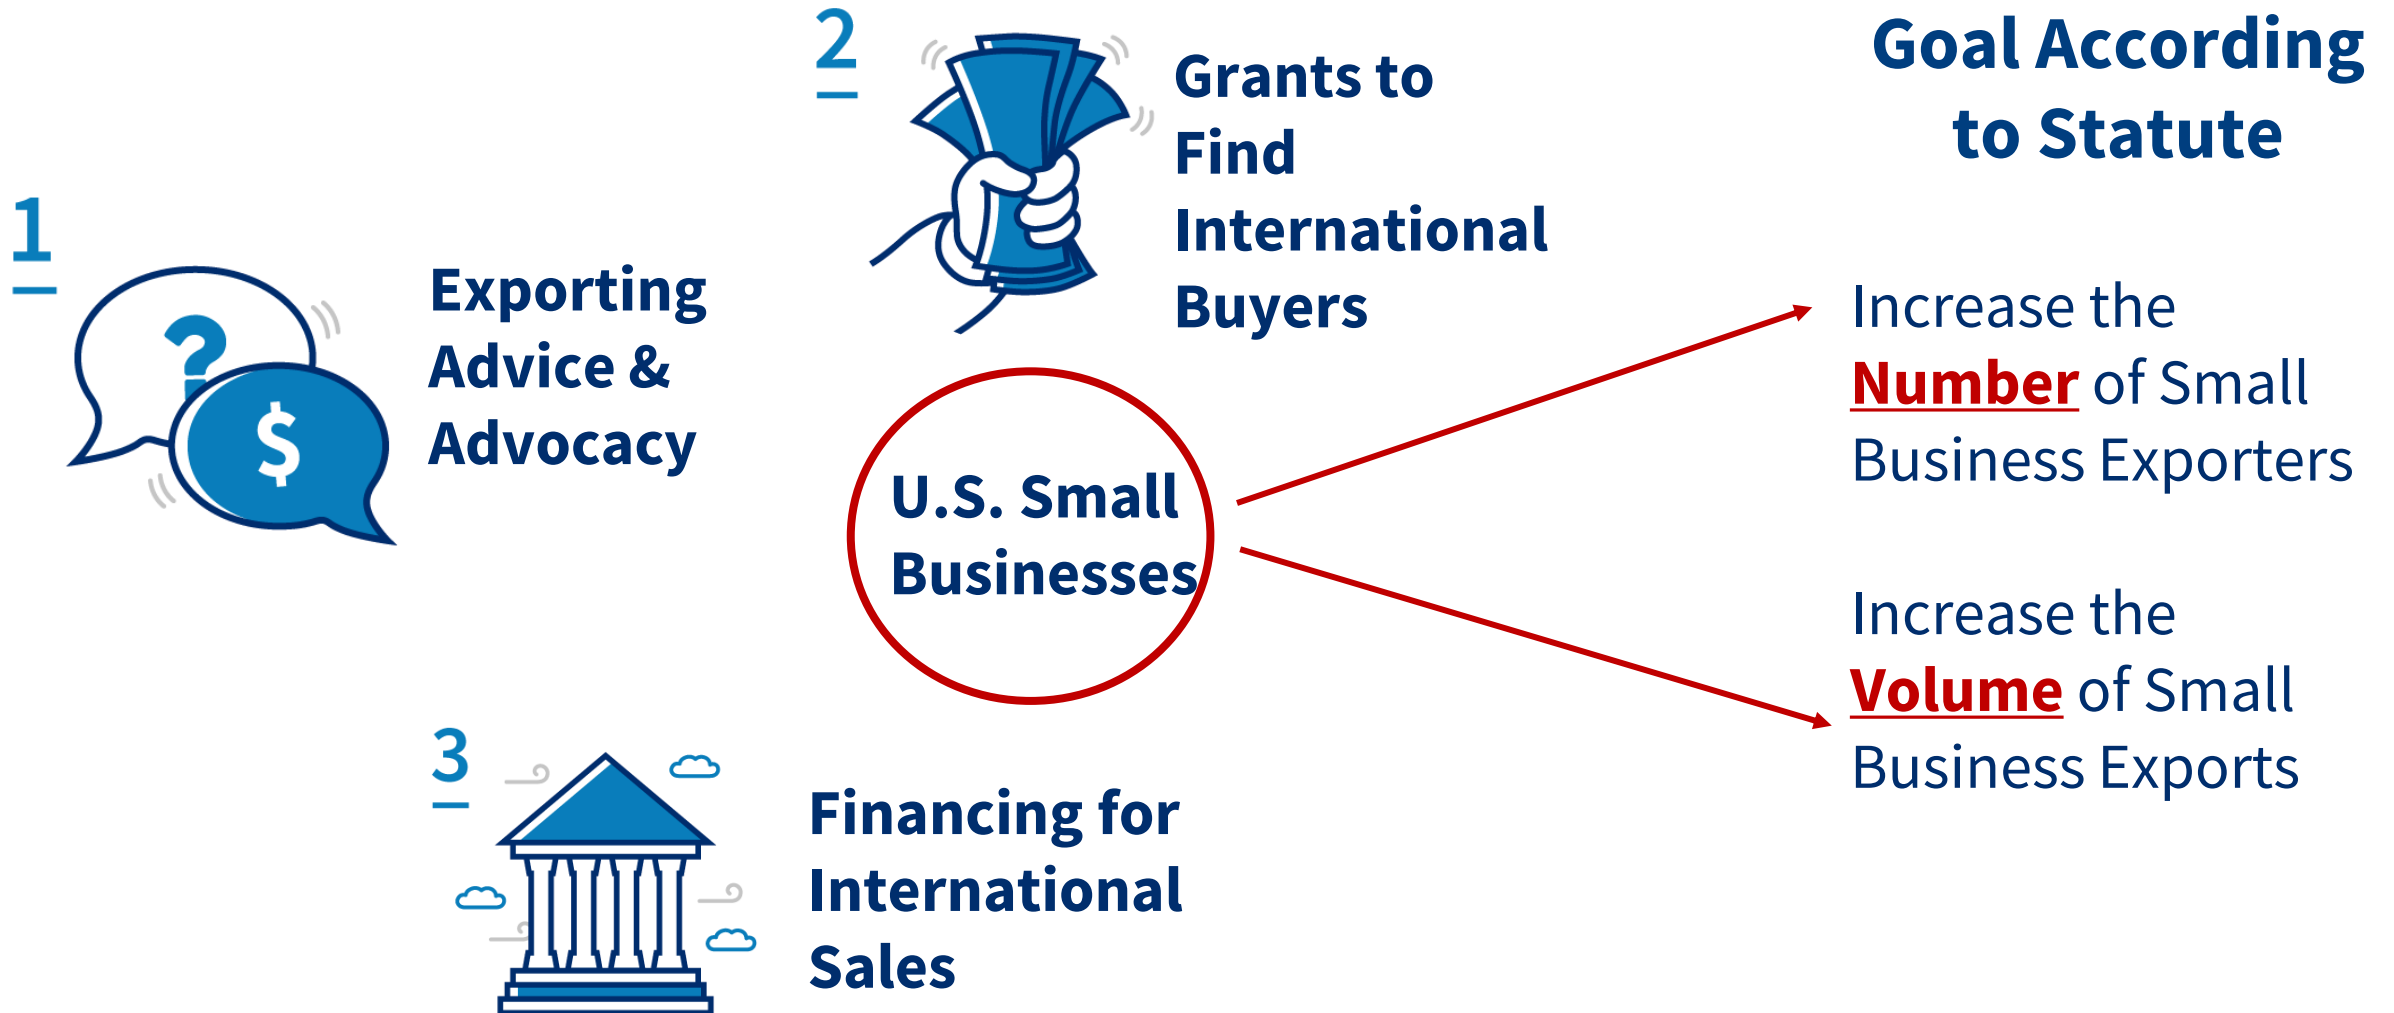 1
?
$
Exporting
Advice &
Advocacy
2
Grants to
Find
International
Buyers
U.S. Small
Businesses
3
Financing for
International
Sales
Goal According
to Statute
Increase the
Number of Small
Business Exporters
Increase the
Volume of Small
Business Exports